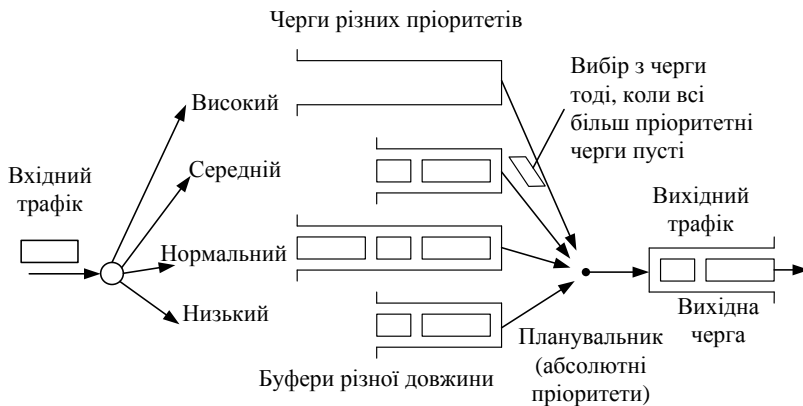 Черги різних пріоритетів
Високий
Середній
Нормальний
Низький
Вхідний
трафік
Вибір з черги
тоді, коли всі
більш пріоритетні
черги пусті
Вихідний
трафік
Вихідна
черга
Планувальник
(абсолютні
пріоритети)
Буфери різної довжини